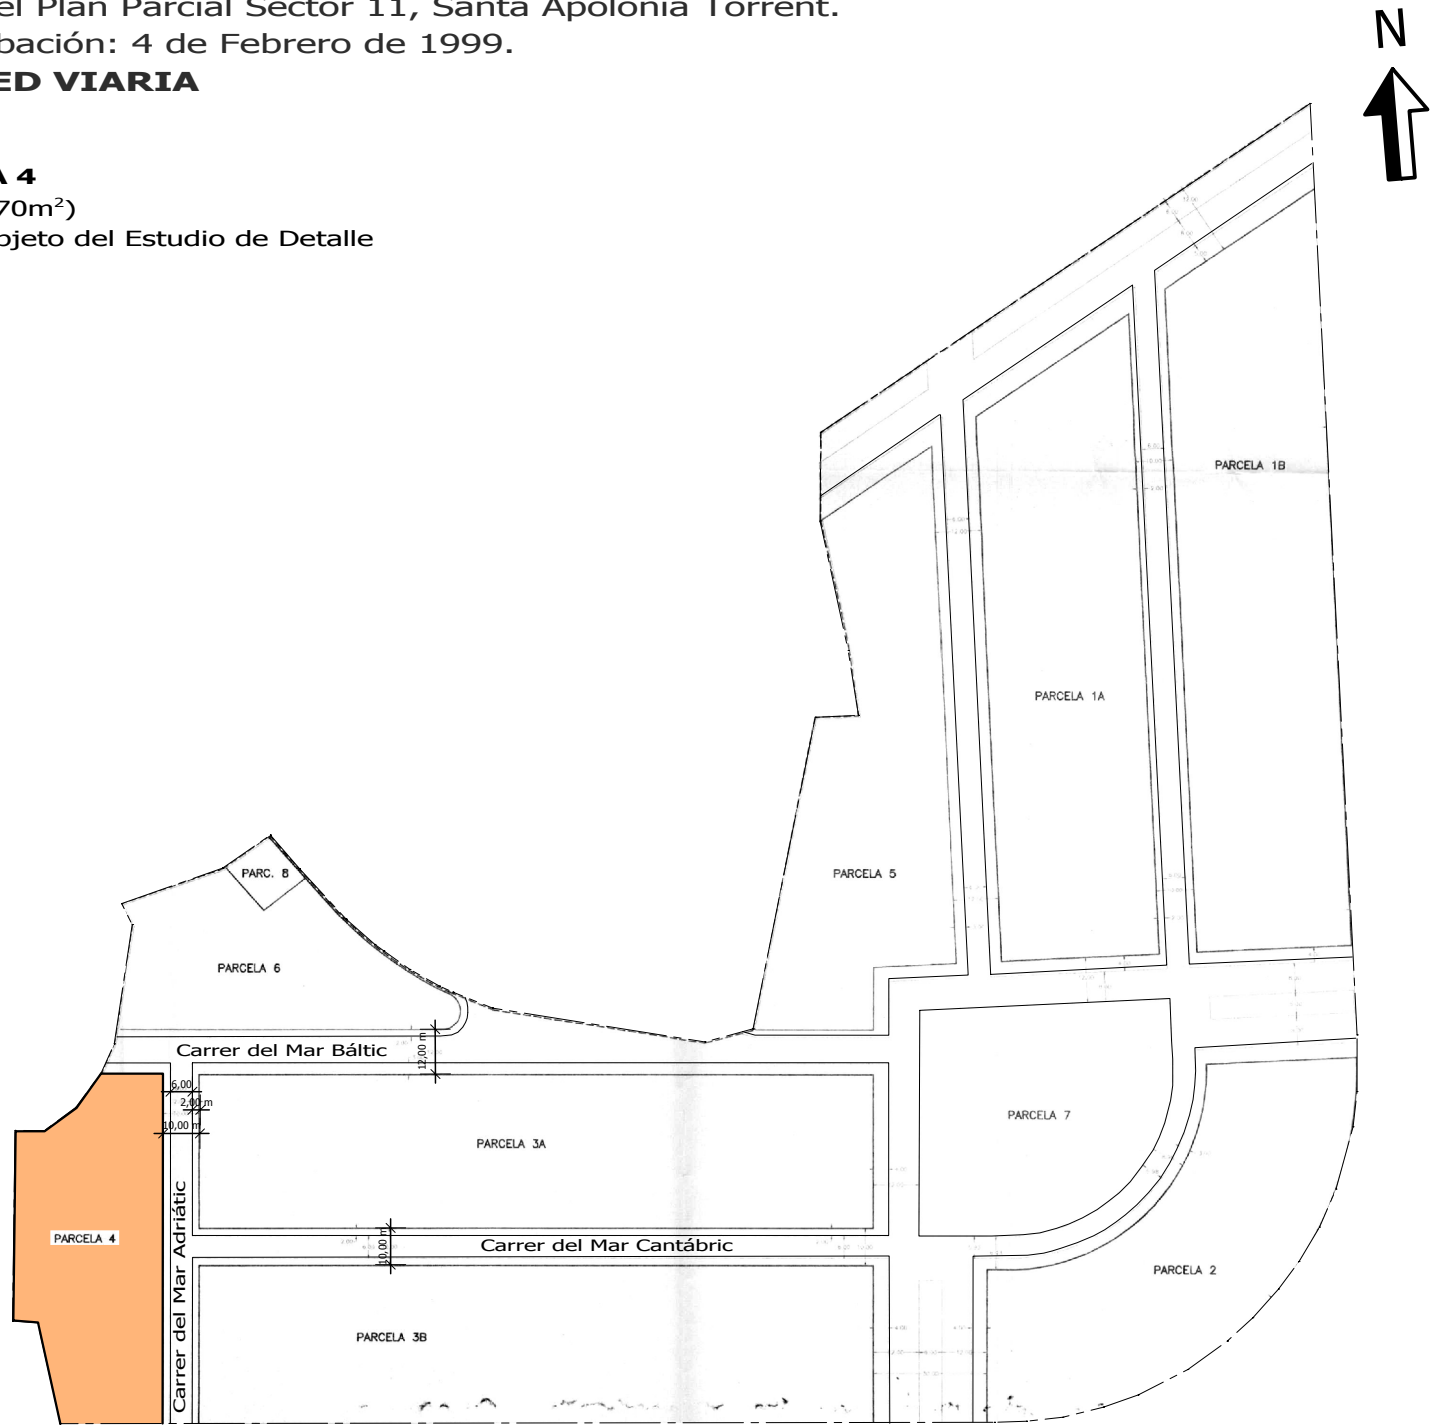 el Plan Parcial Sector 11, Santa Apolonia Torrent.
bación: 4 de Febrero de 1999.
ED VIARIA
N
A 4
70m²)
bjeto del Estudio de Detalle
PARCELA 1B
PARCELA 1A
PARCELA 5
PARC. 8
PARCELA 6
Carrer del Mar Bàltic
12,00 m
6,00
2,00 m
10,00 m
PARCELA 7
PARCELA 3A
PARCELA 4
Carrer del Mar Adriátic
10,00 m
Carrer del Mar Cantábric
PARCELA 2
PARCELA 3B